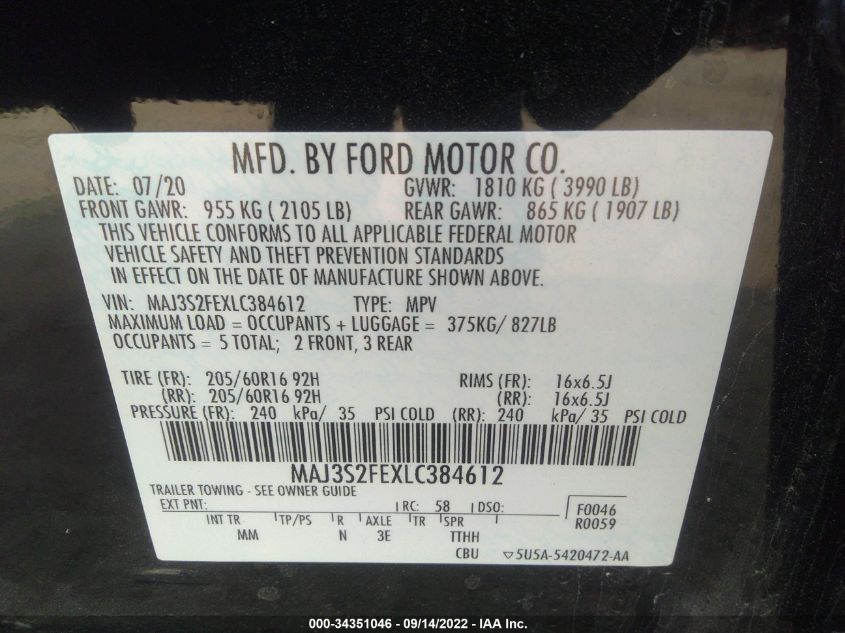 MFD. BY FORD MOTOR CO.
DATE: 07/20 GVWR: 1810 KG ( 3990 LB)
FRONT GAWR: 955 KG ( 2105 LB) REAR GAWR: 865 KG ( 1907 LB)
THIS VEHICLE CONFORMS TO ALL APPLICABLE FEDERAL MOTOR
VEHICLE SAFETY AND THEFT PREVENTION STANDARDS
IN EFFECT ON THE DATE OF MANUFACTURE SHOWN ABOVE.
VIN: MAJ3S2FEXLC384612 TYPE: MPV
MAXIMUM LOAD = OCCUPANTS + LUGGAGE = 375KG/ 827LB
OCCUPANTS = 5 TOTAL; 2 FRONT, 3 REAR
TIRE (FR): 205/60R16 92H RIMS (FR): 16x6.5J
(RR): 205/60R16 92H (RR): 16x6.5J
PRESSURE (FR): 240 kPa/ 35 PSI COLD (RR): 240 kPa/ 35 PSI COLD
MAJ3S2FEXLC384612
TRAILER TOWING - SEE OWNER GUIDE
EXT PNT: RC: 58 DSO: F0046
R0059
INT TR TP/PS R AXLE TR SPR
MM N 3E TTHH
CBU ▽5U5A-5420472-AA
000-34351046 - 09/14/2022 - IAA Inc.